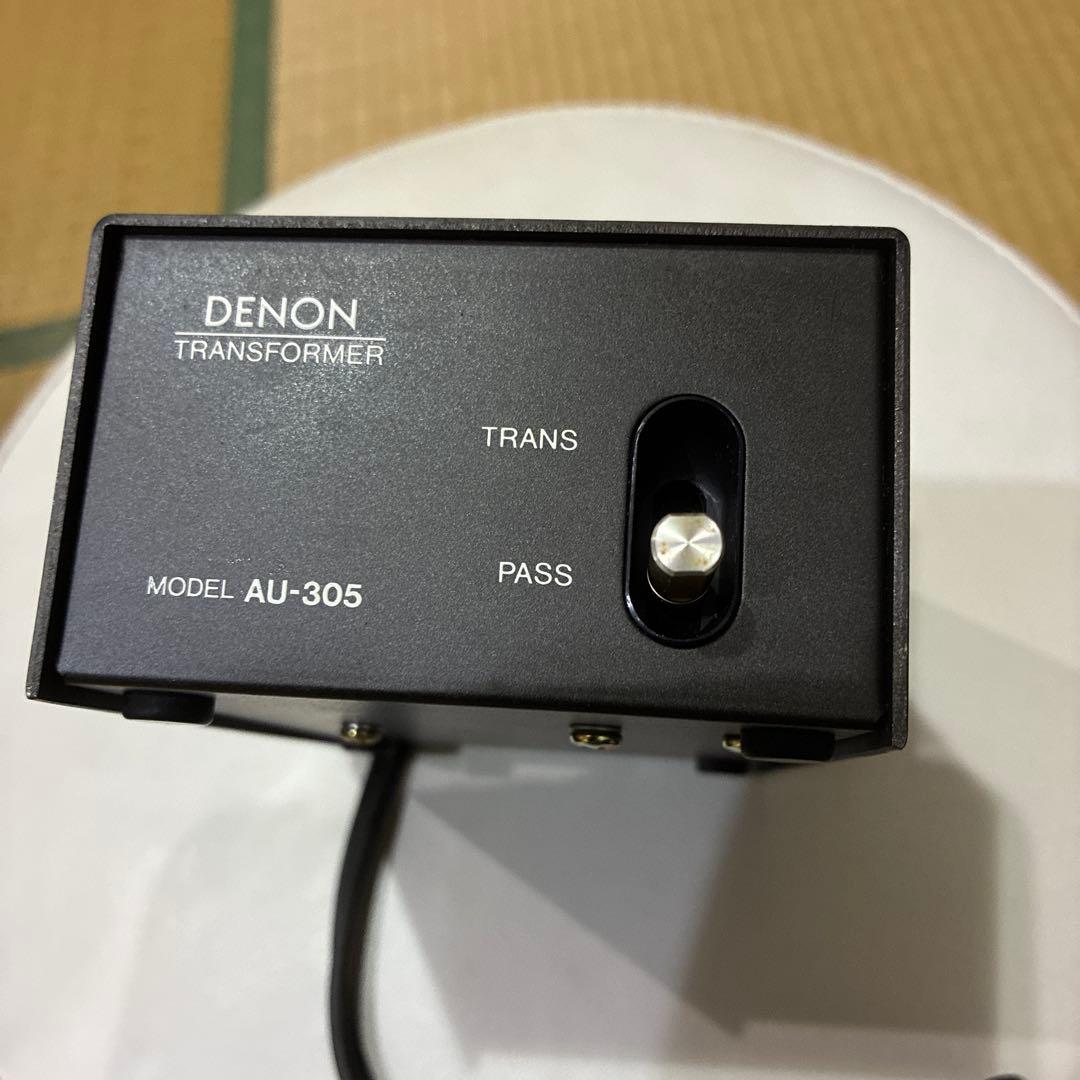 DENON
TRANSFORMER
TRANS
PASS
MODEL AU-305